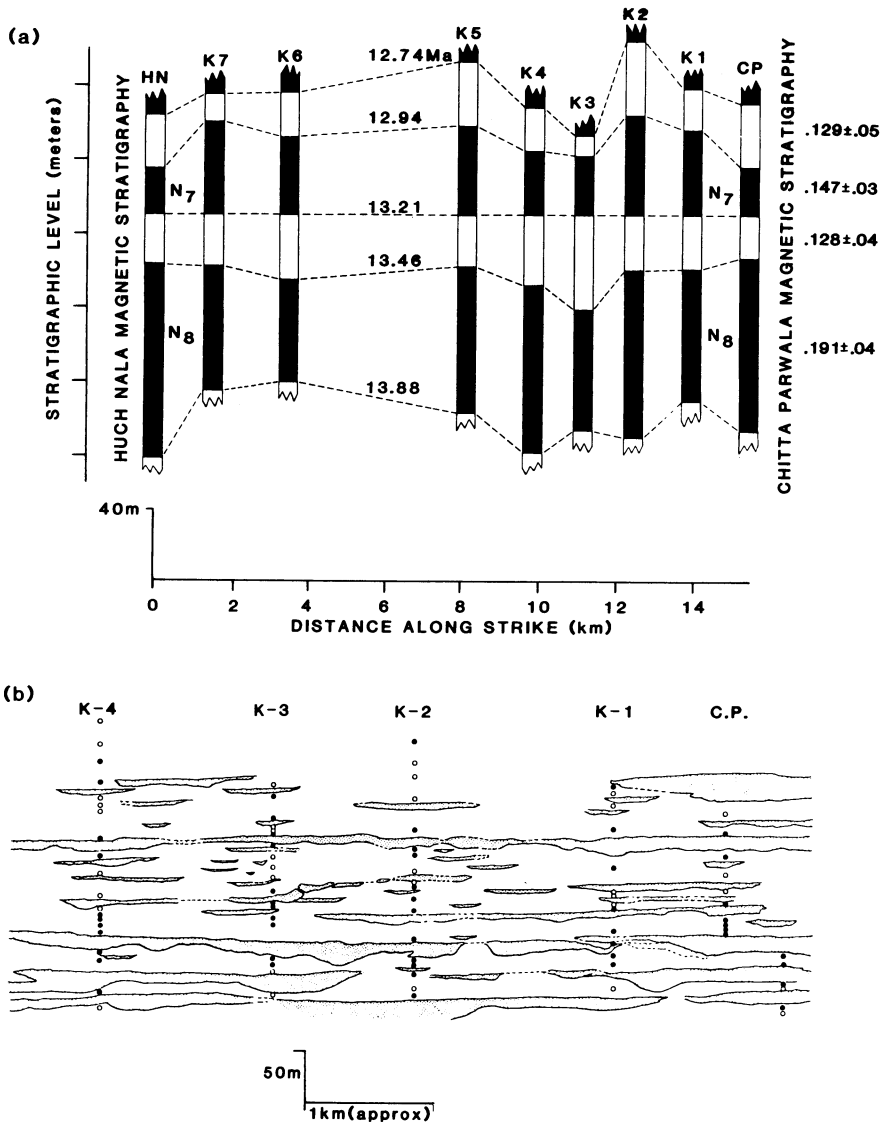 (a)
STRATIGRAPHIC LEVEL (meters)
HUCH NALA MAGNETIC STRATIGRAPHY
HN
K7
K6
K5
K4
K3
K2
K1
CP
12.74Ma
12.94
N7
13.21
N7
13.46
N8
N8
13.88
CHITTA PARWALA MAGNETIC STRATIGRAPHY
.129±.05
.147±.03
.128±.04
.191±.04
40m
0 2 4 6 8 10 12 14
DISTANCE ALONG STRIKE (km)
(b)
K-4 K-3 K-2 K-1 C.P.
50m
1km(approx)